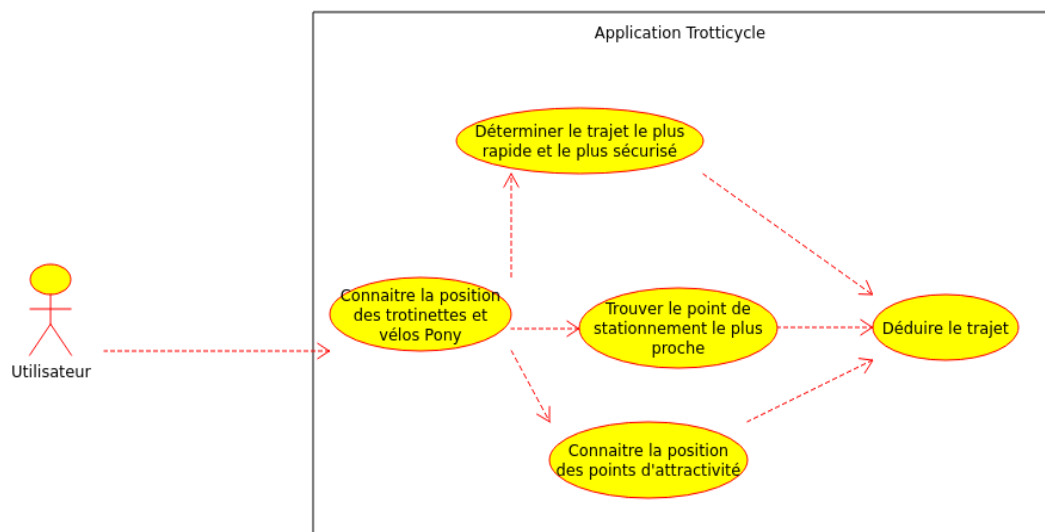 Application Trotticycle
Déterminer le trajet le plus
rapide et le plus sécurisé
Connaitre la position
des trotinettes et
vélos Pony
Trouver le point de
stationnement le plus
proche
Déduire le trajet
Utilisateur
Connaitre la position
des points d'attractivité